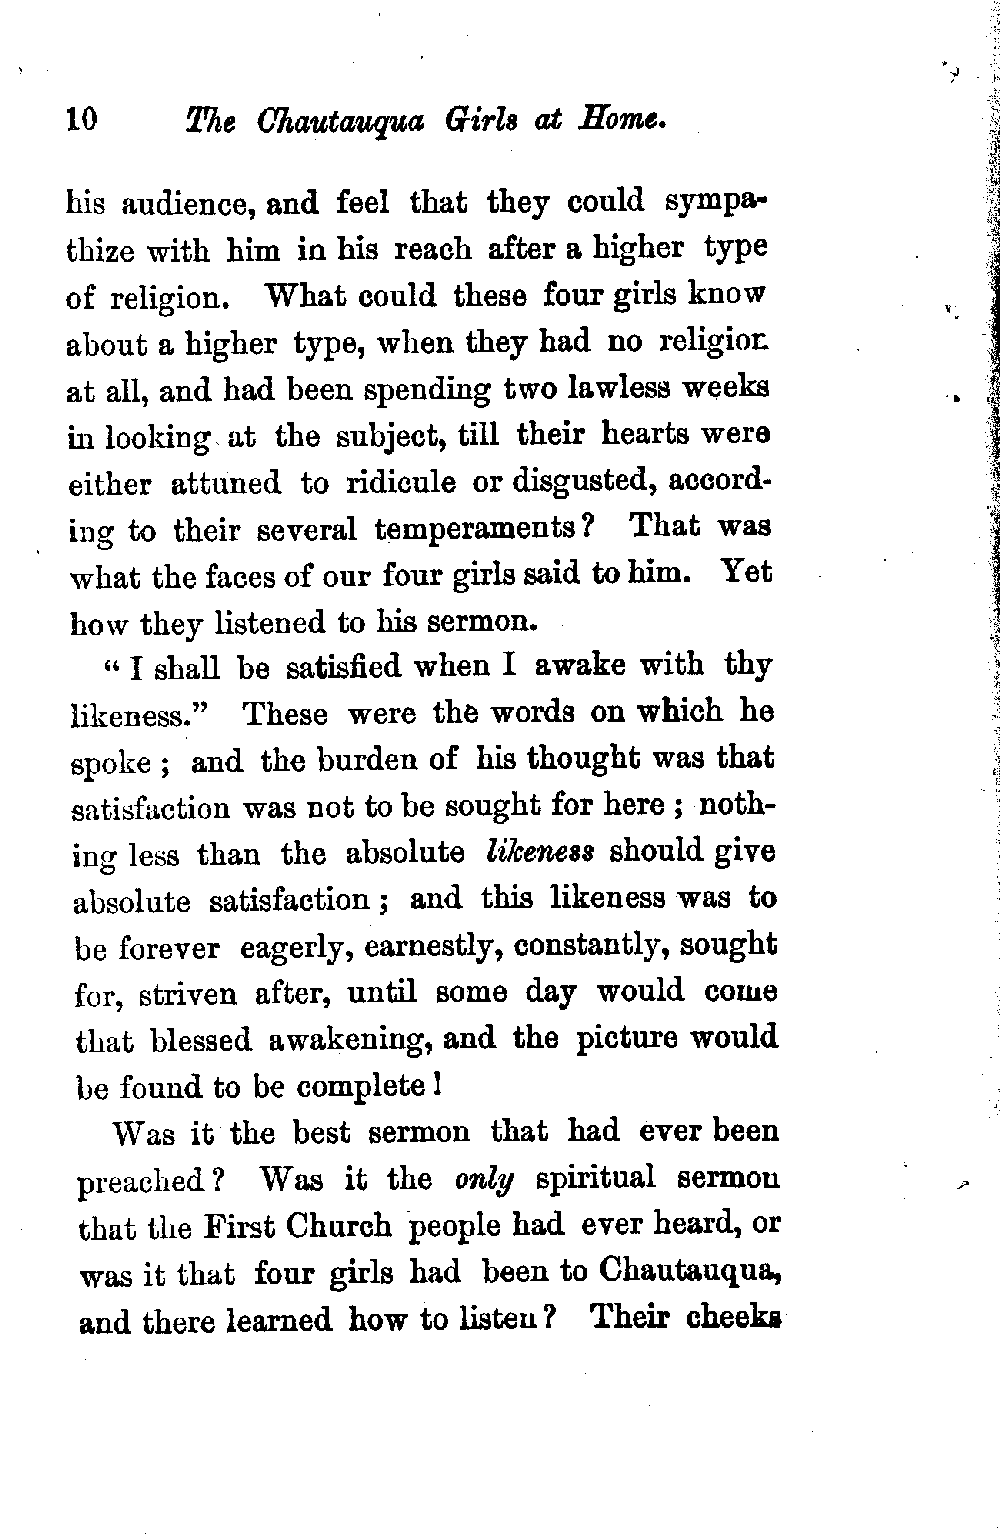 10 The Chautauqua Girls at Home.
his audience, and feel that they could sympa-
thize with him in his reach after a higher type
of religion. What could these four girls know
about a higher type, when they had no religion
at all, and had been spending two lawless weeks
in looking at the subject, till their hearts were
either attuned to ridicule or disgusted, accord-
ing to their several temperaments? That was
what the faces of our four girls said to him. Yet
how they listened to his sermon.
“I shall be satisfied when I awake with thy
likeness.” These were the words on which he
spoke; and the burden of his thought was that
satisfaction was not to be sought for here; noth-
ing less than the absolute likeness should give
absolute satisfaction; and this likeness was to
be forever eagerly, earnestly, constantly, sought
for, striven after, until some day would come
that blessed awakening, and the picture would
be found to be complete!
Was it the best sermon that had ever been
preached? Was it the only spiritual sermon
that the First Church people had ever heard, or
was it that four girls had been to Chautauqua,
and there learned how to listen? Their cheeks